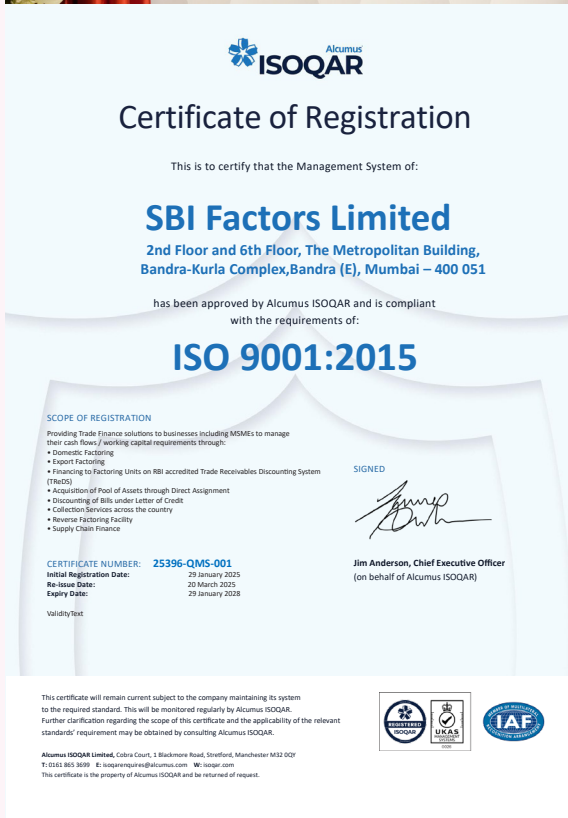 Alcumus
ISOQAR
Certificate of Registration
This is to certify that the Management System of:
SBI Factors Limited
2nd Floor and 6th Floor, The Metropolitan Building,
Bandra-Kurla Complex,Bandra (E), Mumbai – 400 051
has been approved by Alcumus ISOQAR and is compliant
with the requirements of:
ISO 9001:2015
SCOPE OF REGISTRATION
Providing Trade Finance solutions to businesses including MSMEs to manage
their cash flows / working capital requirements through:
• Domestic Factoring
• Export Factoring
• Financing to Factoring Units on RBI accredited Trade Receivables Discounting System
(TReDS)
• Acquisition of Pool of Assets through Direct Assignment
• Discounting of Bills under Letter of Credit
• Collection Services across the country
• Reverse Factoring Facility
• Supply Chain Finance
SIGNED
CERTIFICATE NUMBER: 25396-QMS-001
Initial Registration Date: 29 January 2025
Re-issue Date: 20 March 2025
Expiry Date: 29 January 2028
ValidityText
Jim Anderson, Chief Executive Officer
(on behalf of Alcumus ISOQAR)
This certificate will remain current subject to the company maintaining its system
to the required standard. This will be monitored regularly by Alcumus ISOQAR.
Further clarification regarding the scope of this certificate and the applicability of the relevant
standards' requirement may be obtained by consulting Alcumus ISOQAR.
Alcumus ISOQAR Limited, Cobra Court, 1 Blackmore Road, Stretford, Manchester M32 0QY
T: 0161 865 3699 E: isoqarenquires@alcumus.com W: isoqar.com
This certificate is the property of Alcumus ISOQAR and be returned of request.
REGISTERED
ISOQAR
UKAS
MANAGEMENT
SYSTEMS
MEMBER OF MULTILATERAL
RECOGNITION ARRANGEMENT
IAF